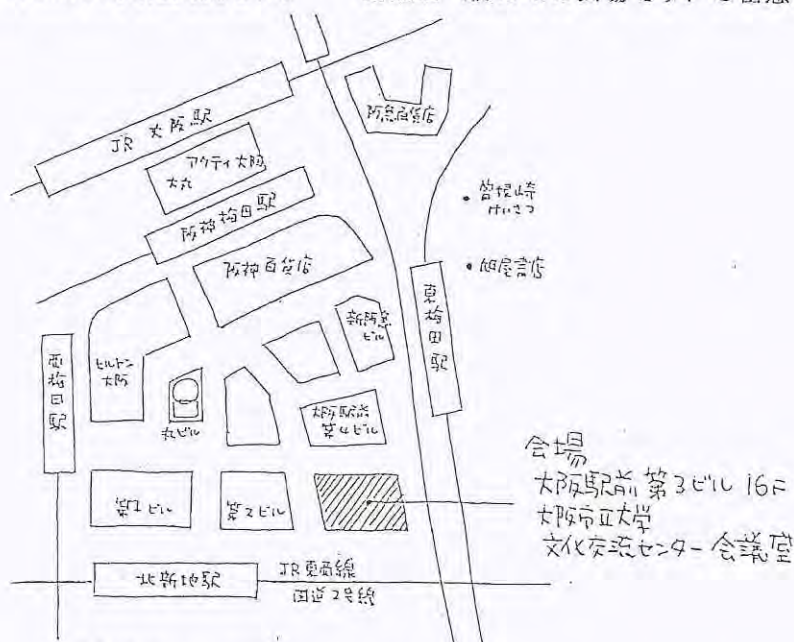 JR 大阪駅
阪急百貨店
アクティ大阪
大丸
阪神梅田駅
・曽根崎
けいさつ
阪神百貨店
・旭屋書店
新阪急
ビル
東梅田駅
西梅田駅
ヒルトン
大阪
丸ビル
大阪駅前
第4ビル
会場
大阪駅前 第3ビル 16F
大阪市立大学
文化交流センター 会議室
第1ビル
第2ビル
北新地駅
JR東西線
国道2号線